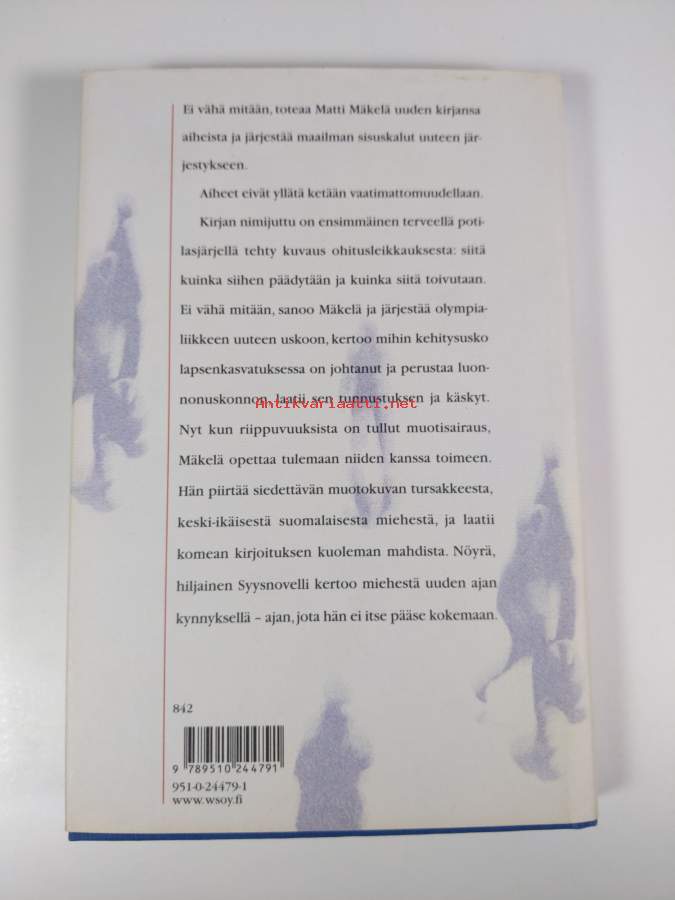 Ei vähä mitään, toteaa Matti Mäkelä uuden kirjansa
aiheista ja järjestää maailman sisuskalut uuteen jär-
jestykseen.
Aiheet eivät yllätä ketään vaatimattomuudellaan.
Kirjan nimijuttu on ensimmäinen terveellä poti-
lasjärjellä tehty kuvaus ohitusleikkauksesta: siitä
kuinka siihen päädytään ja kuinka siitä toivutaan.
Ei vähä mitään, sanoo Mäkelä ja järjestää olympia-
liikkeen uuteen uskoon, kertoo mihin kehitysusko
lapsenkasvatuksessa on johtanut ja perustaa luon-
nonuskonnon, laatii sen tunnustuksen ja käskyt.
Antikvariaatti.net
Nyt kun riippuvuuksista on tullut muotisairaus,
Mäkelä opettaa tulemaan niiden kanssa toimeen.
Hän piirtää siedettävän muotokuvan tursakkeesta,
keski-ikäisestä suomalaisesta miehestä, ja laatii
komean kirjoituksen kuoleman mahdista. Nöyrä,
hiljainen Syysnovelli kertoo miehestä uuden ajan
kynnyksellä – ajan, jota hän ei itse pääse kokemaan.
842
9 789510 244791
951-0-24479-1
www.wsoy.fi